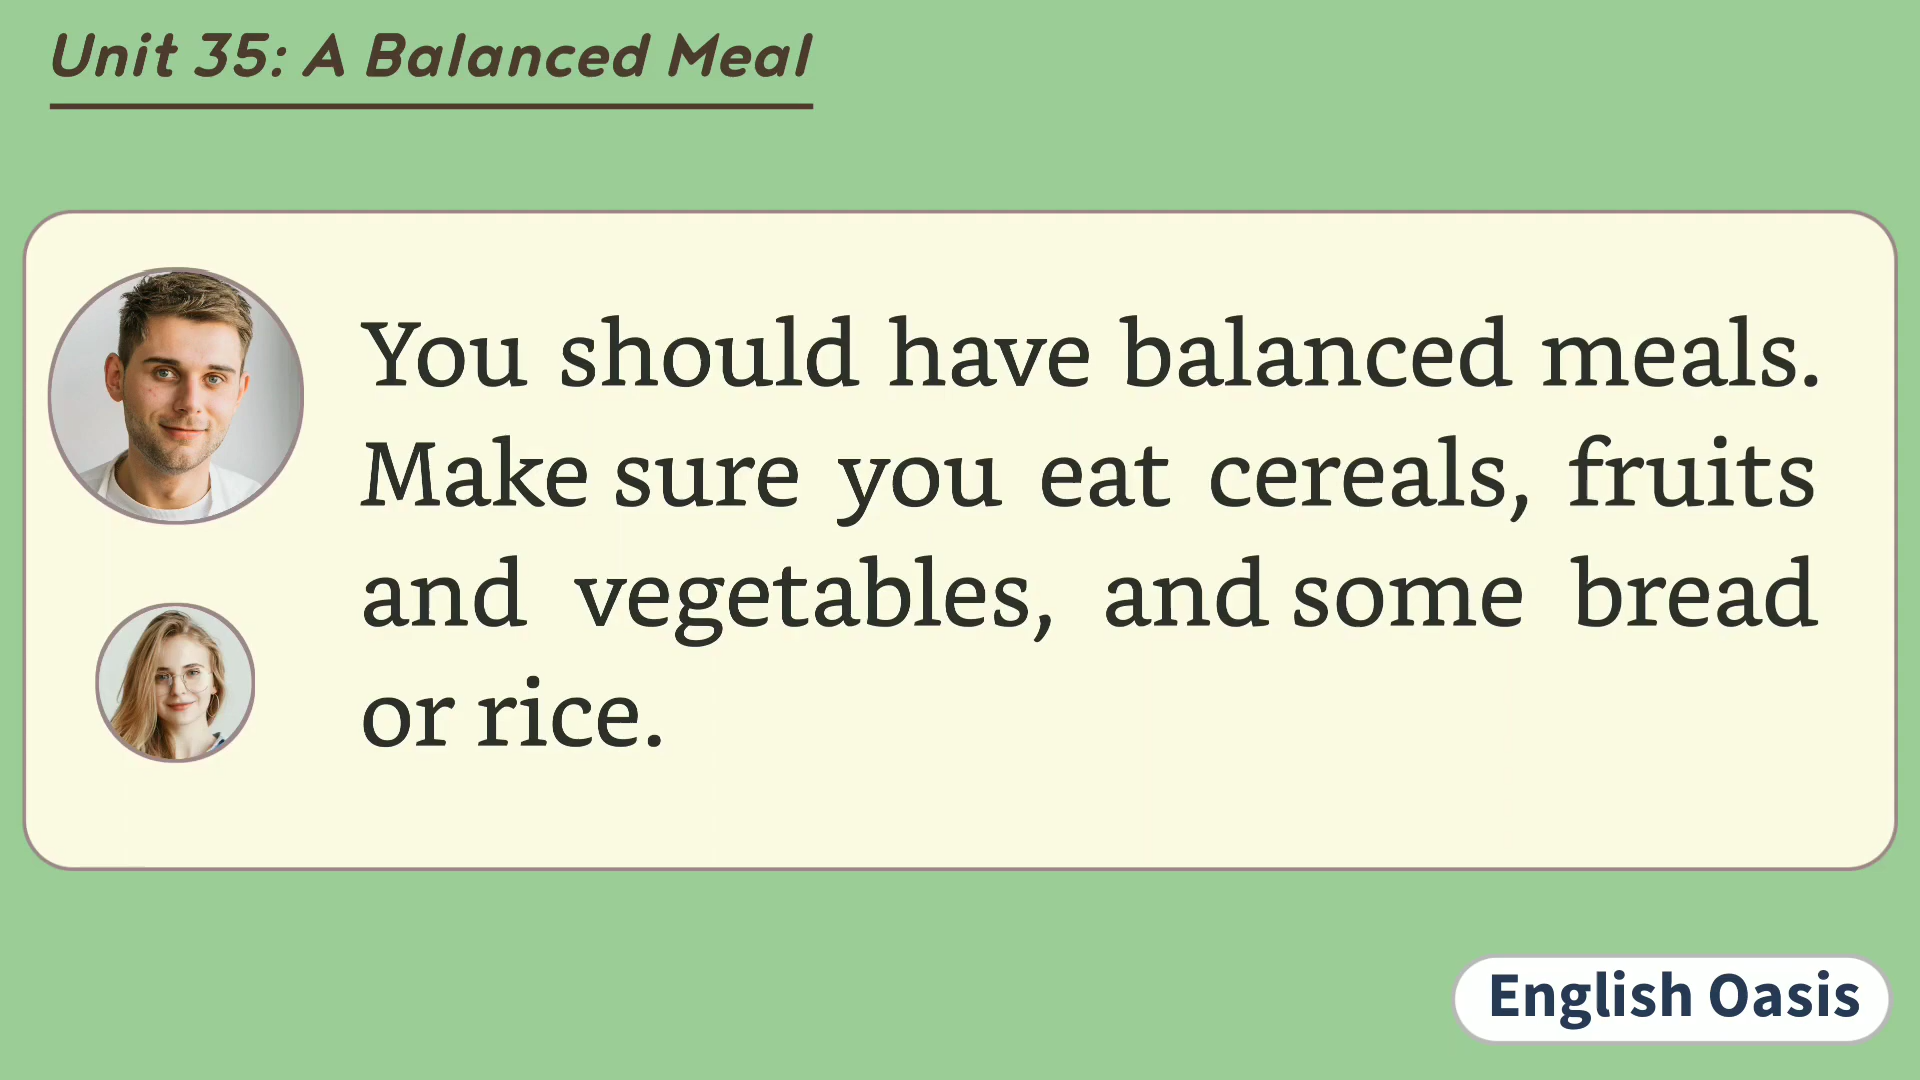 Unit 35: A Balanced Meal
You should have balanced meals.
Make sure you eat cereals, fruits
and vegetables, and some bread
or rice.
English Oasis